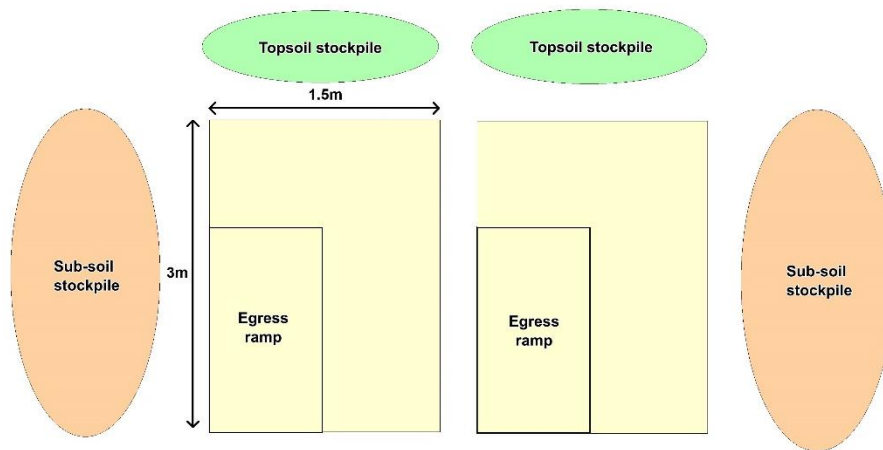 Topsoil stockpile
Topsoil stockpile
1.5m
3m
Sub-soil
stockpile
Egress
ramp
Egress
ramp
Sub-soil
stockpile